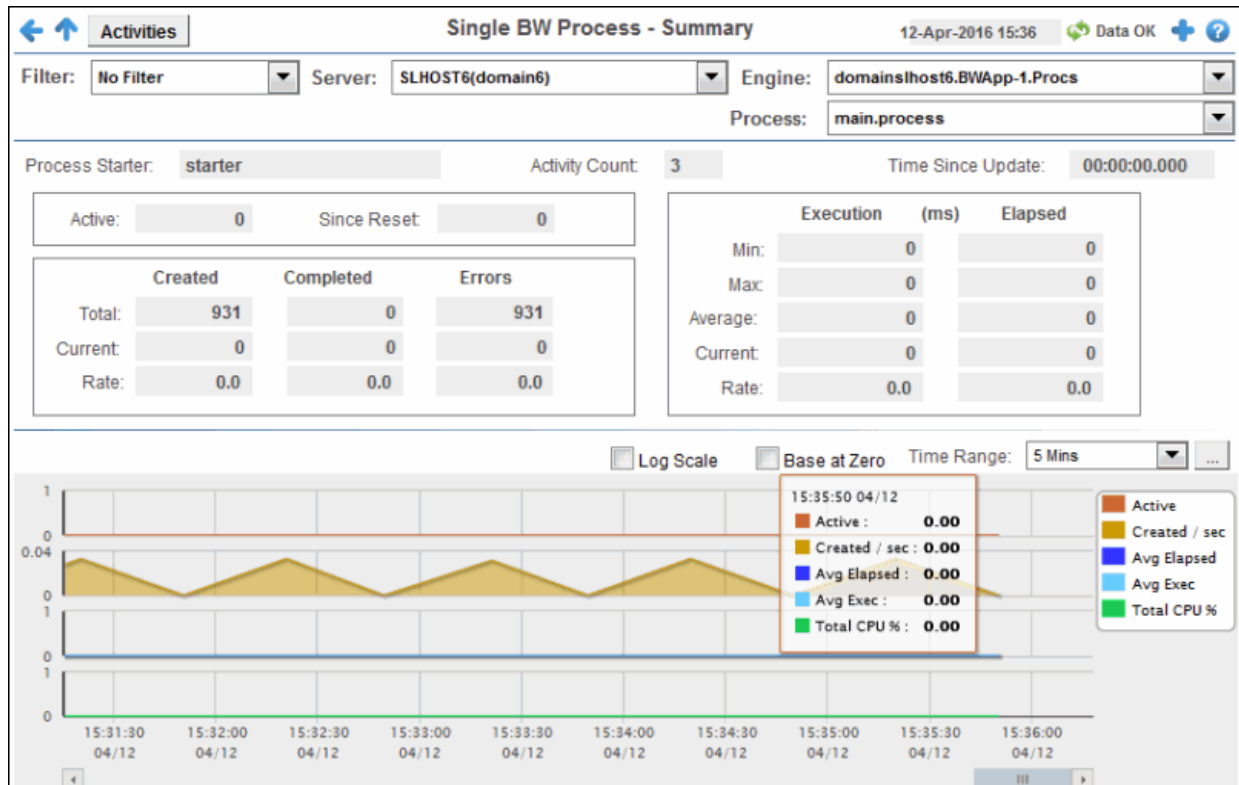 Activities Single BW Process - Summary 12-Apr-2016 15:36 Data OK
Filter: No Filter Server: SLHOST6(domain6) Engine: domainslhost6.BWApp-1.Procs
Process: main.process
Process Starter: starter Activity Count: 3 Time Since Update: 00:00:00.000
Active: 0 Since Reset: 0
Created Completed Errors
Total: 931 0 931
Current: 0 0 0
Rate: 0.0 0.0 0.0
Execution (ms) Elapsed
Min: 0 0
Max: 0 0
Average: 0 0
Current: 0 0
Rate: 0.0 0.0
Log Scale Base at Zero Time Range: 5 Mins ...
1
0
0.04
0
1
0
1
0
15:35:50 04/12
Active : 0.00
Created / sec : 0.00
Avg Elapsed : 0.00
Avg Exec : 0.00
Total CPU % : 0.00
Active
Created / sec
Avg Elapsed
Avg Exec
Total CPU %
15:31:30 15:32:00 15:32:30 15:33:00 15:33:30 15:34:00 15:34:30 15:35:00 15:35:30 15:36:00
04/12 04/12 04/12 04/12 04/12 04/12 04/12 04/12 04/12 04/12